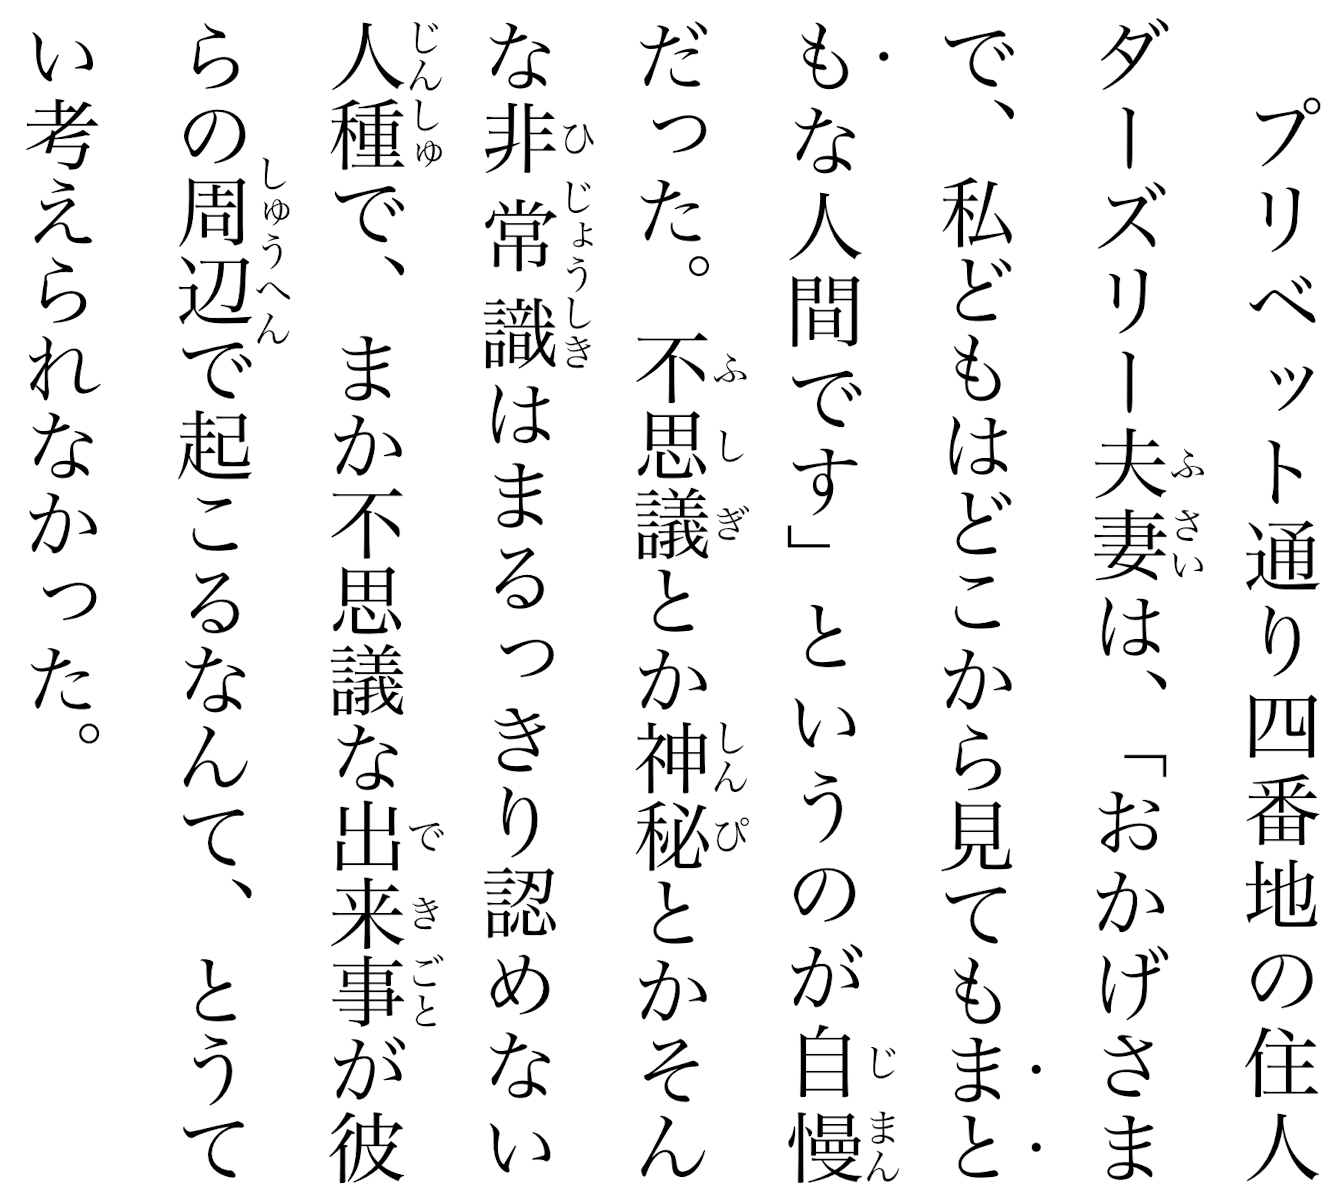 プリベット通り四番地の住人
ダーズリー夫妻は、「おかげさま
で、私どもはどこから見てもまと
もな人間です」というのが自慢
だった。不思議とか神秘とかそん
な非常識はまるっきり認めない
人種で、まか不思議な出来事が彼
らの周辺で起こるなんて、とうて
い考えられなかった。